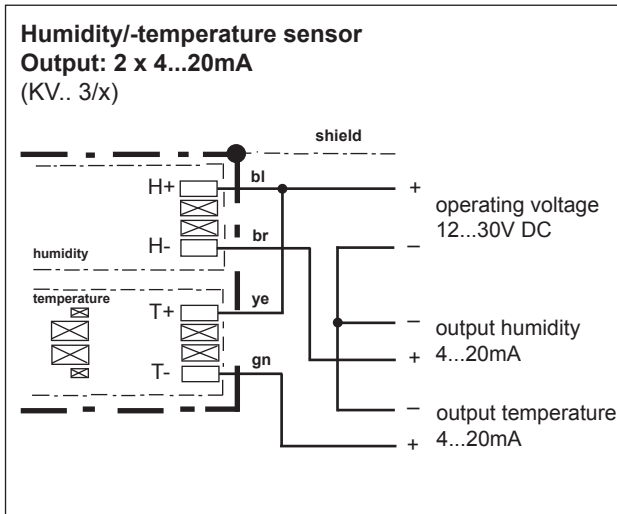 Humidity/-temperature sensor
Output: 2 x 4...20mA
(KV.. 3/x)
shield
bl
H+
+
operating voltage
12...30V DC
br
H-
–
humidity
temperature
ye
T+
–
output humidity
+
4...20mA
gn
T-
–
output temperature
+
4...20mA